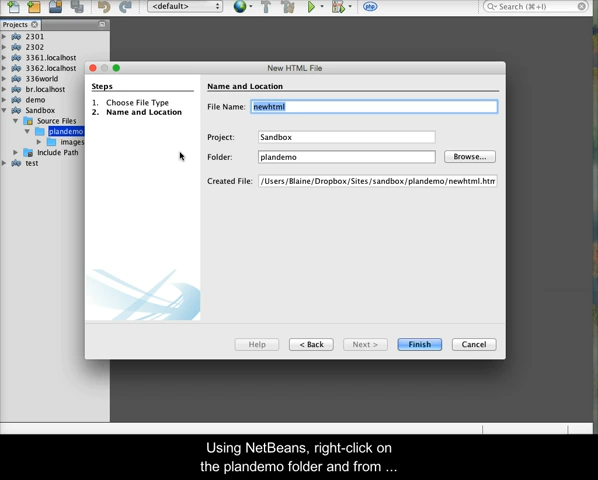 <default>
Search (⌘+I)
php
Projects
New HTML File
2301
2302
3361.localhost
3362.localhost
336world
br.localhost
demo
Sandbox
Source Files
plandemo
images
Include Path
test
Steps
1. Choose File Type
2. Name and Location
Name and Location
File Name: newhtml
Project: Sandbox
Folder: plandemo
Browse...
Created File: /Users/Blaine/Dropbox/Sites/sandbox/plandemo/newhtml.htm
Help
< Back
Next >
Finish
Cancel
Using NetBeans, right-click on
the plandemo folder and from ...